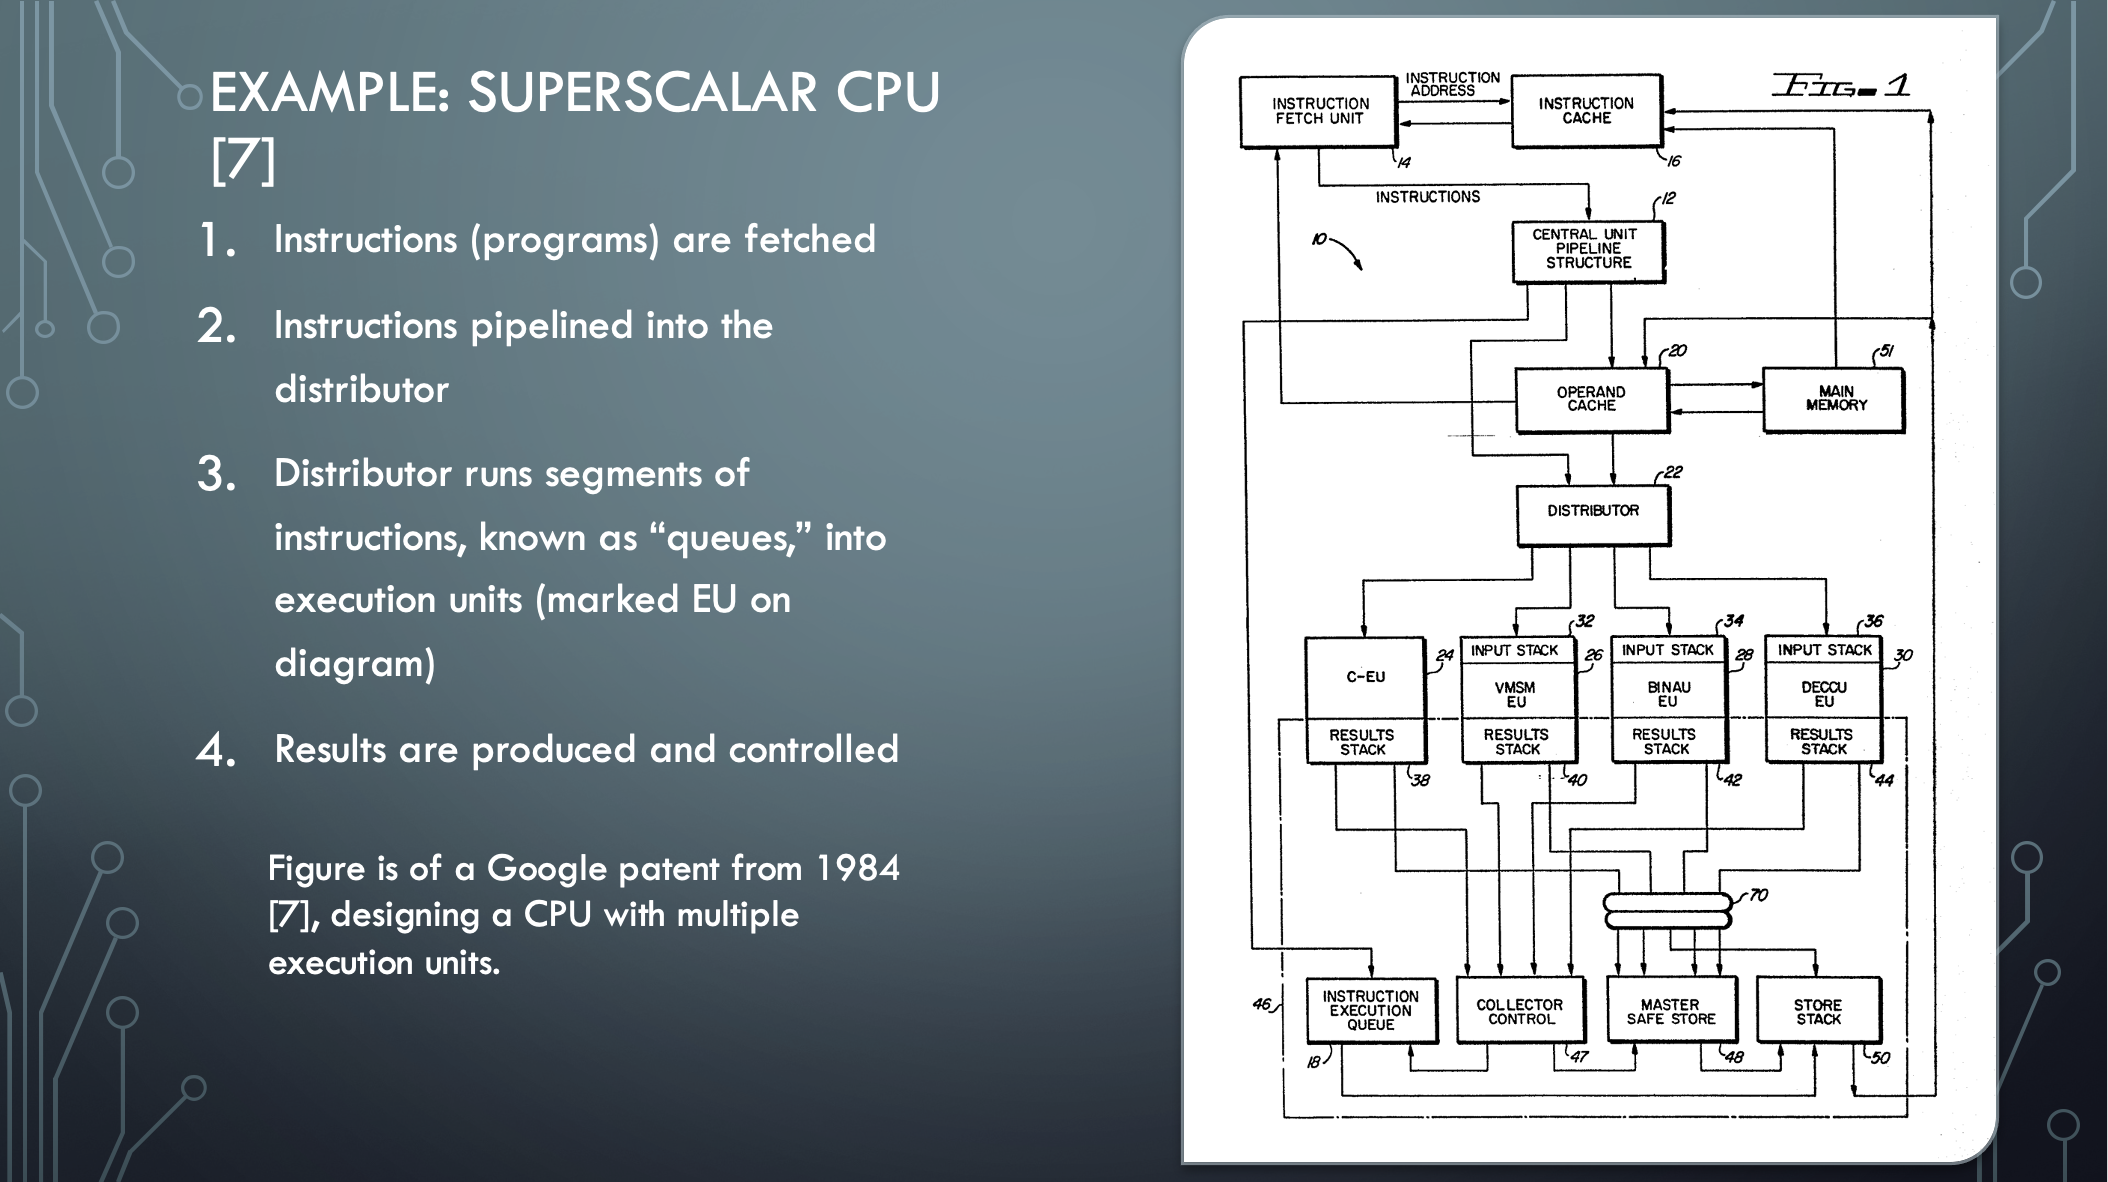 EXAMPLE: SUPERSCALAR CPU
[7]
1. Instructions (programs) are fetched
2. Instructions pipelined into the
distributor
3. Distributor runs segments of
instructions, known as “queues,” into
execution units (marked EU on
diagram)
4. Results are produced and controlled
Figure is of a Google patent from 1984
[7], designing a CPU with multiple
execution units.
FIG. 1
INSTRUCTION
FETCH UNIT
14
INSTRUCTION
ADDRESS
INSTRUCTION
CACHE
16
INSTRUCTIONS
12
10
CENTRAL UNIT
PIPELINE
STRUCTURE
20
OPERAND
CACHE
51
MAIN
MEMORY
22
DISTRIBUTOR
C-EU
24
RESULTS
STACK
38
32
INPUT STACK
26
VMSM
EU
RESULTS
STACK
40
34
INPUT STACK
28
BINAU
EU
RESULTS
STACK
42
36
INPUT STACK
30
DECCU
EU
RESULTS
STACK
44
70
46
INSTRUCTION
EXECUTION
QUEUE
18
COLLECTOR
CONTROL
47
MASTER
SAFE STORE
48
STORE
STACK
50